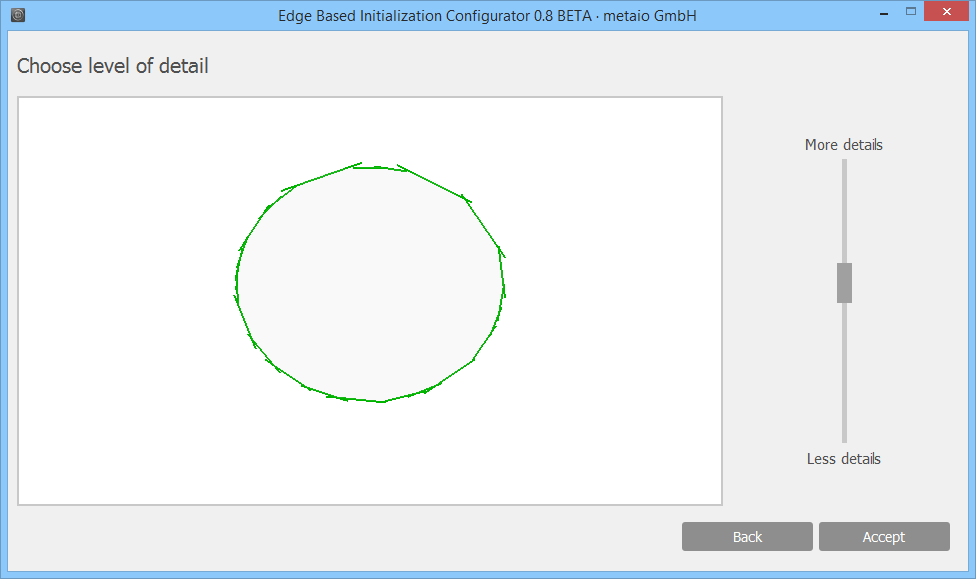 Edge Based Initialization Configurator 0.8 BETA · metaio GmbH
Choose level of detail
More details
Less details
Back
Accept